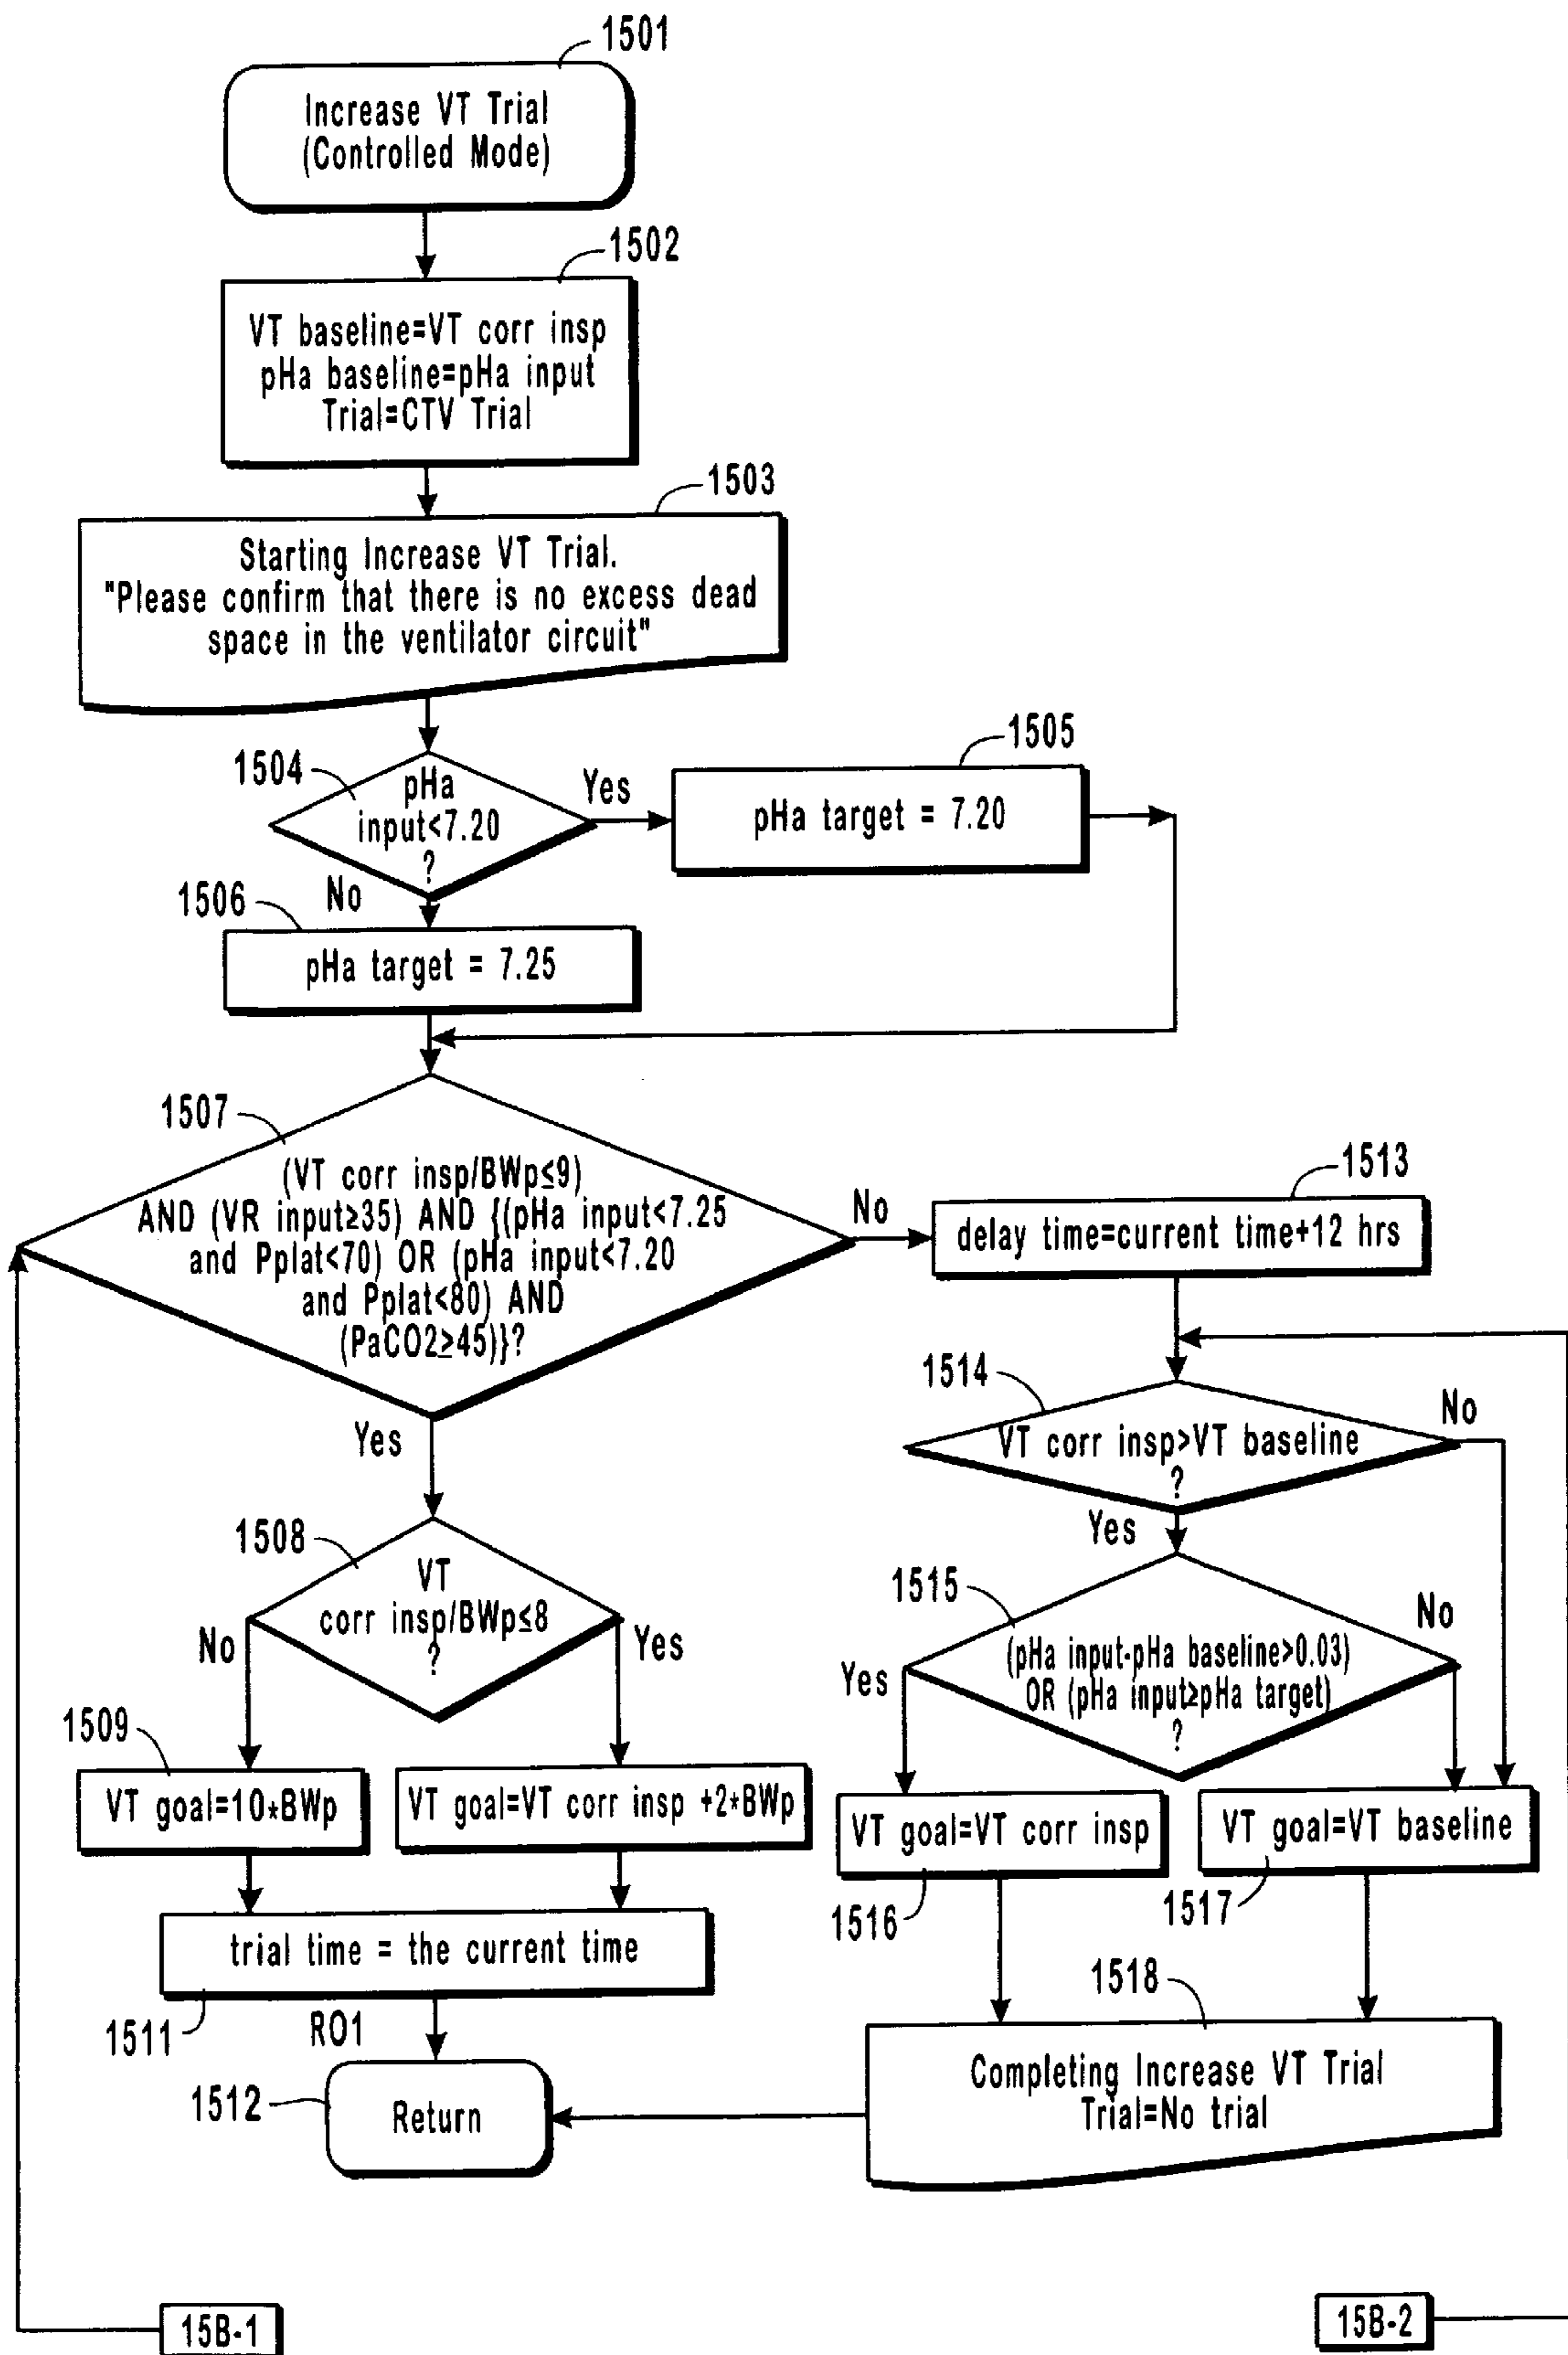 1501
Increase VT Trial
(Controlled Mode)
1502
VT baseline=VT corr insp
pHa baseline=pHa input
Trial=CTV Trial
1503
Starting Increase VT Trial.
"Please confirm that there is no excess dead
space in the ventilator circuit"
1504
pHa
input<7.20
?
Yes
No
1505
pHa target = 7.20
1506
pHa target = 7.25
1507
(VT corr insp/BWp≤9)
AND (VR input≥35) AND {(pHa input<7.25
and Pplat<70) OR (pHa input<7.20
and Pplat<80) AND
(PaCO2≥45)}?
No
Yes
1513
delay time=current time+12 hrs
1514
VT corr insp>VT baseline
?
No
Yes
1508
VT
corr insp/BWp≤8
?
No
Yes
1515
(pHa input-pHa baseline>0.03)
OR (pHa input≥pHa target)
?
Yes
No
1509
VT goal=10*BWp
VT goal=VT corr insp +2*BWp
VT goal=VT corr insp
1516
VT goal=VT baseline
1517
trial time = the current time
1511
RO1
1512
Return
1518
Completing Increase VT Trial
Trial=No trial
15B-1
15B-2